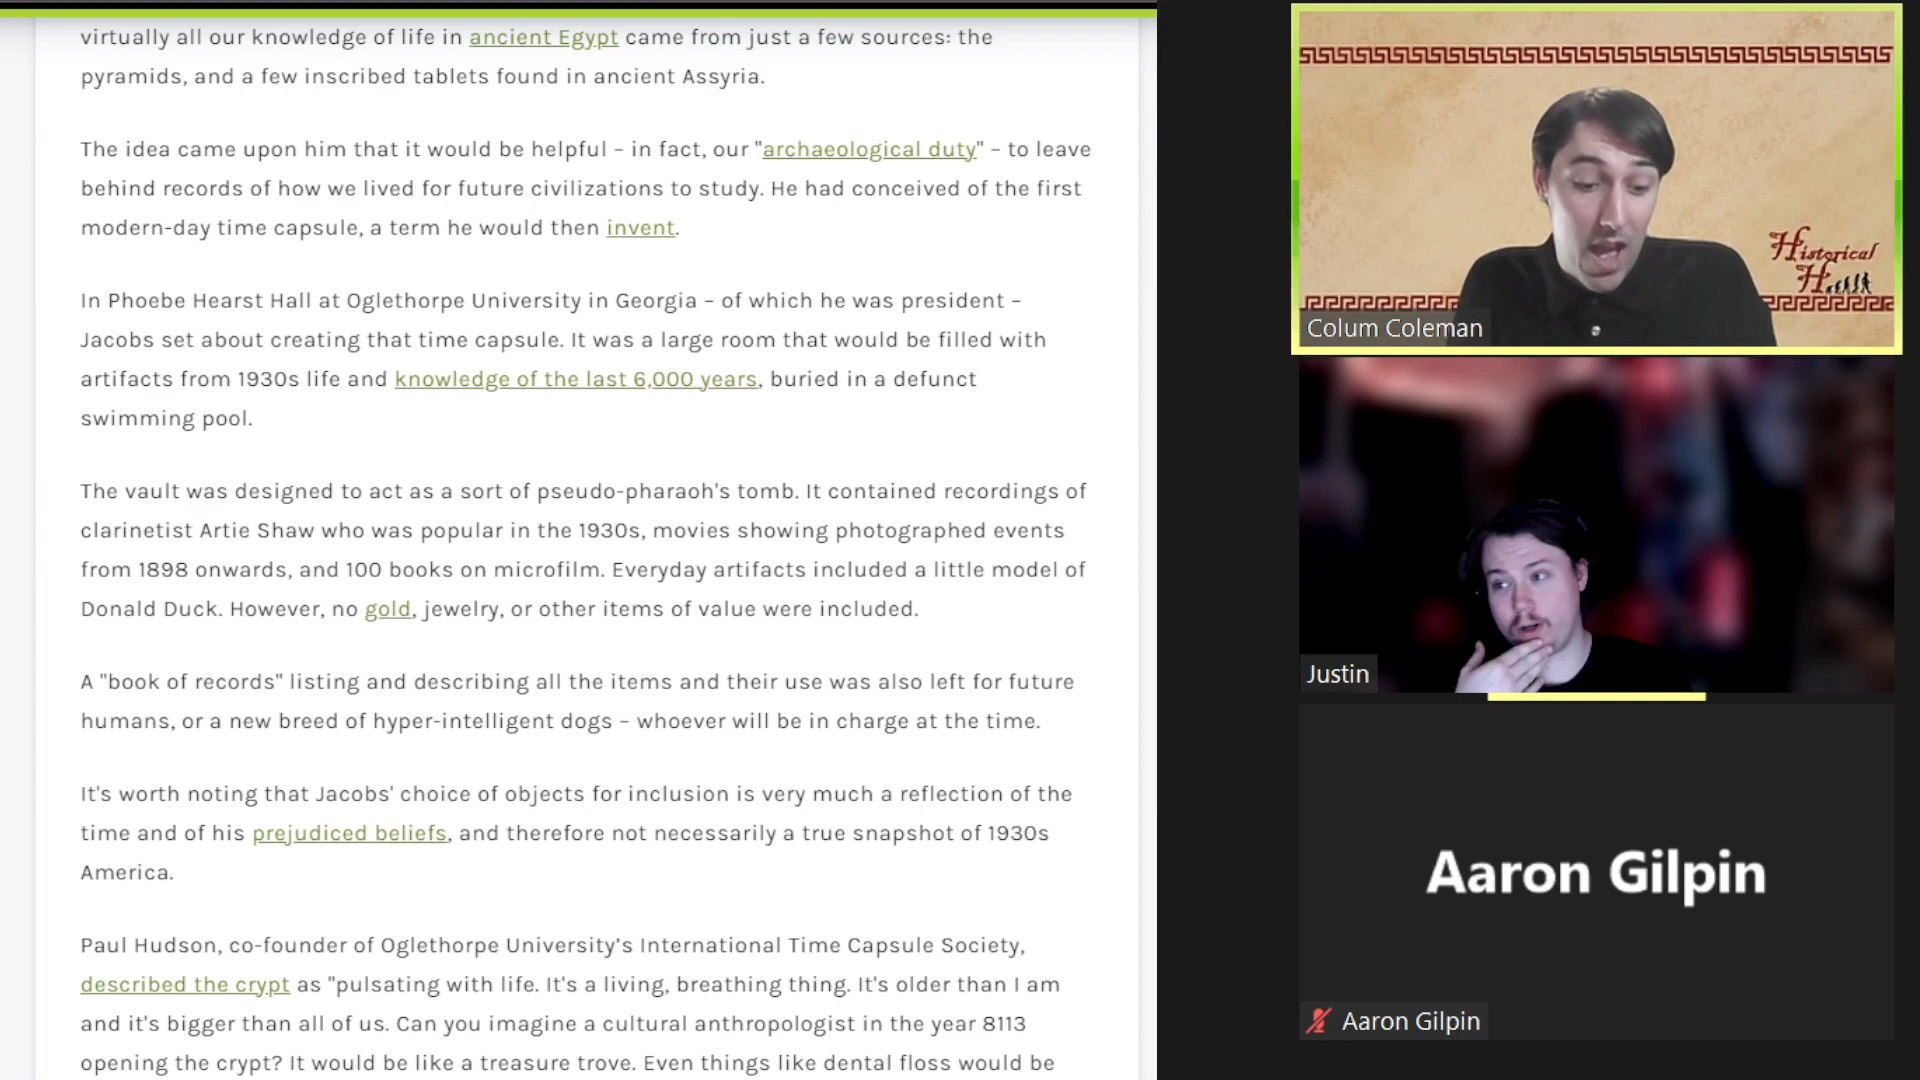 virtually all our knowledge of life in ancient Egypt came from just a few sources: the
pyramids, and a few inscribed tablets found in ancient Assyria.
The idea came upon him that it would be helpful – in fact, our "archaeological duty" – to leave
behind records of how we lived for future civilizations to study. He had conceived of the first
modern-day time capsule, a term he would then invent.
In Phoebe Hearst Hall at Oglethorpe University in Georgia – of which he was president –
Jacobs set about creating that time capsule. It was a large room that would be filled with
artifacts from 1930s life and knowledge of the last 6,000 years, buried in a defunct
swimming pool.
The vault was designed to act as a sort of pseudo-pharaoh's tomb. It contained recordings of
clarinetist Artie Shaw who was popular in the 1930s, movies showing photographed events
from 1898 onwards, and 100 books on microfilm. Everyday artifacts included a little model of
Donald Duck. However, no gold, jewelry, or other items of value were included.
A "book of records" listing and describing all the items and their use was also left for future
humans, or a new breed of hyper-intelligent dogs – whoever will be in charge at the time.
It's worth noting that Jacobs' choice of objects for inclusion is very much a reflection of the
time and of his prejudiced beliefs, and therefore not necessarily a true snapshot of 1930s
America.
Paul Hudson, co-founder of Oglethorpe University's International Time Capsule Society,
described the crypt as "pulsating with life. It's a living, breathing thing. It's older than I am
and it's bigger than all of us. Can you imagine a cultural anthropologist in the year 8113
opening the crypt? It would be like a treasure trove. Even things like dental floss would be
Historical
Colum Coleman
Justin
Aaron Gilpin
Aaron Gilpin